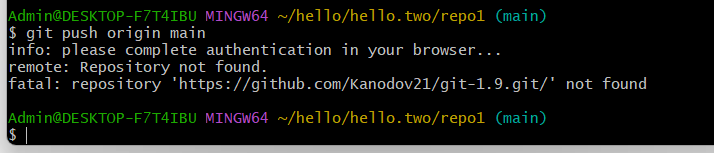 Admin@DESKTOP-F7T4IBU MINGW64 ~/hello/hello.two/repo1 (main)
$ git push origin main
info: please complete authentication in your browser...
remote: Repository not found.
fatal: repository 'https://github.com/Kanodov21/git-1.9.git/' not found
Admin@DESKTOP-F7T4IBU MINGW64 ~/hello/hello.two/repo1 (main)
$